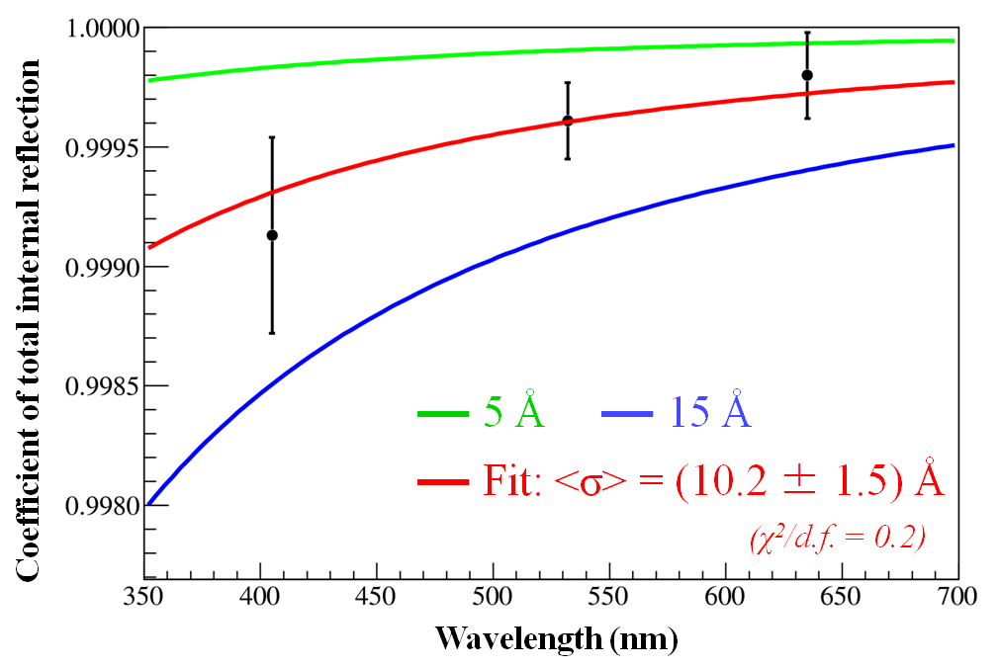 Coefficient of total internal reflection
1.0000
0.9995
0.9990
0.9985
0.9980
5 Å
15 Å
Fit: <σ> = (10.2 ± 1.5) Å
(χ²/d.f. = 0.2)
350 400 450 500 550 600 650 700
Wavelength (nm)